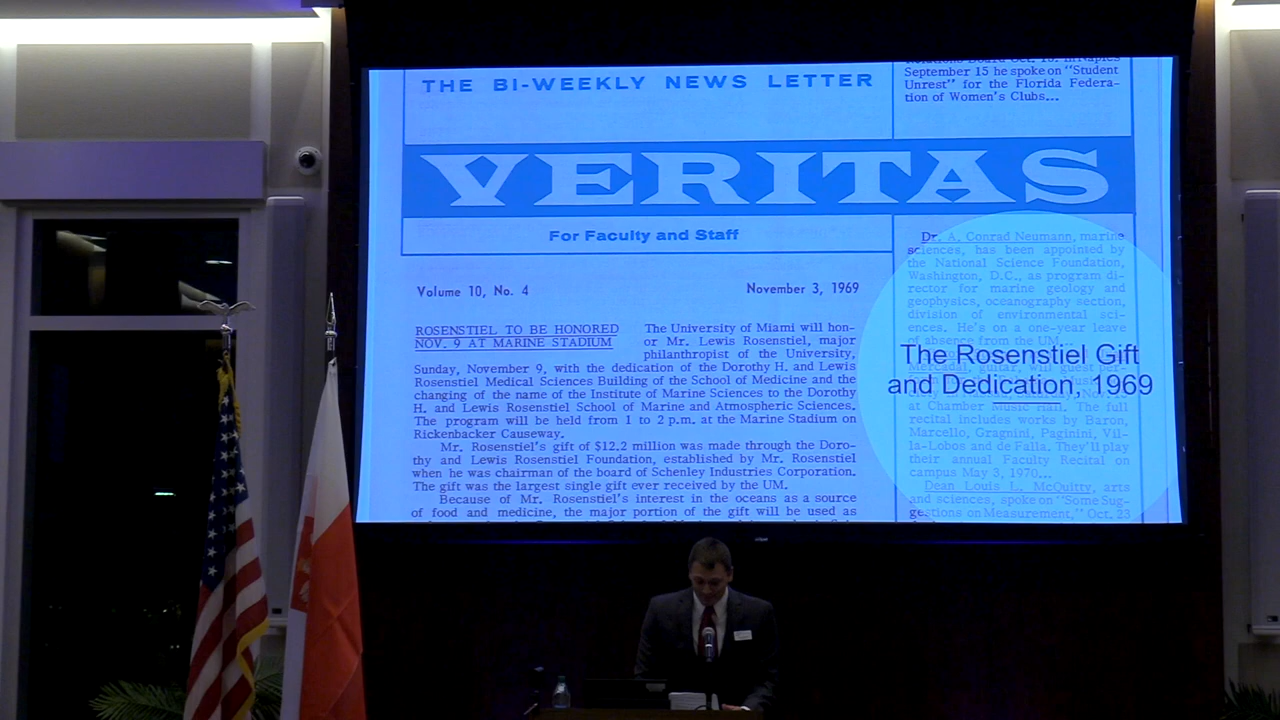 THE BI-WEEKLY NEWS LETTER
September 15 he spoke on "Student
Unrest" for the Florida Federa-
tion of Women's Clubs...
VERITAS
For Faculty and Staff
Volume 10, No. 4
November 3, 1969
ROSENSTIEL TO BE HONORED
NOV. 9 AT MARINE STADIUM
The University of Miami will hon-
or Mr. Lewis Rosenstiel, major
philanthropist of the University,
Sunday, November 9, with the dedication of the Dorothy H. and Lewis
Rosenstiel Medical Sciences Building of the School of Medicine and the
changing of the name of the Institute of Marine Sciences to the Dorothy
H. and Lewis Rosenstiel School of Marine and Atmospheric Sciences.
The program will be held from 1 to 2 p.m. at the Marine Stadium on
Rickenbacker Causeway.
Mr. Rosenstiel's gift of $12.2 million was made through the Doro-
thy and Lewis Rosenstiel Foundation, established by Mr. Rosenstiel
when he was chairman of the board of Schenley Industries Corporation.
The gift was the largest single gift ever received by the UM.
Because of Mr. Rosenstiel's interest in the oceans as a source
of food and medicine, the major portion of the gift will be used as
Dr. A. Conrad Neumann, marine
sciences, has been appointed by
the National Science Foundation,
Washington, D.C., as program di-
rector for marine geology and
geophysics, oceanography section,
division of environmental sci-
ences. He's on a one-year leave
of absence from the UM...
The Rosenstiel Gift
and Dedication, 1969
at Chamber Music Hall. The full
recital includes works by Baron,
Marcello, Gragnini, Paginini, Vil-
la-Lobos and de Falla. They'll play
their annual Faculty Recital on
campus May 3, 1970...
Dean Louis L. McQuitty, arts
and sciences, spoke on "Some Sug-
gestions on Measurement," Oct. 23